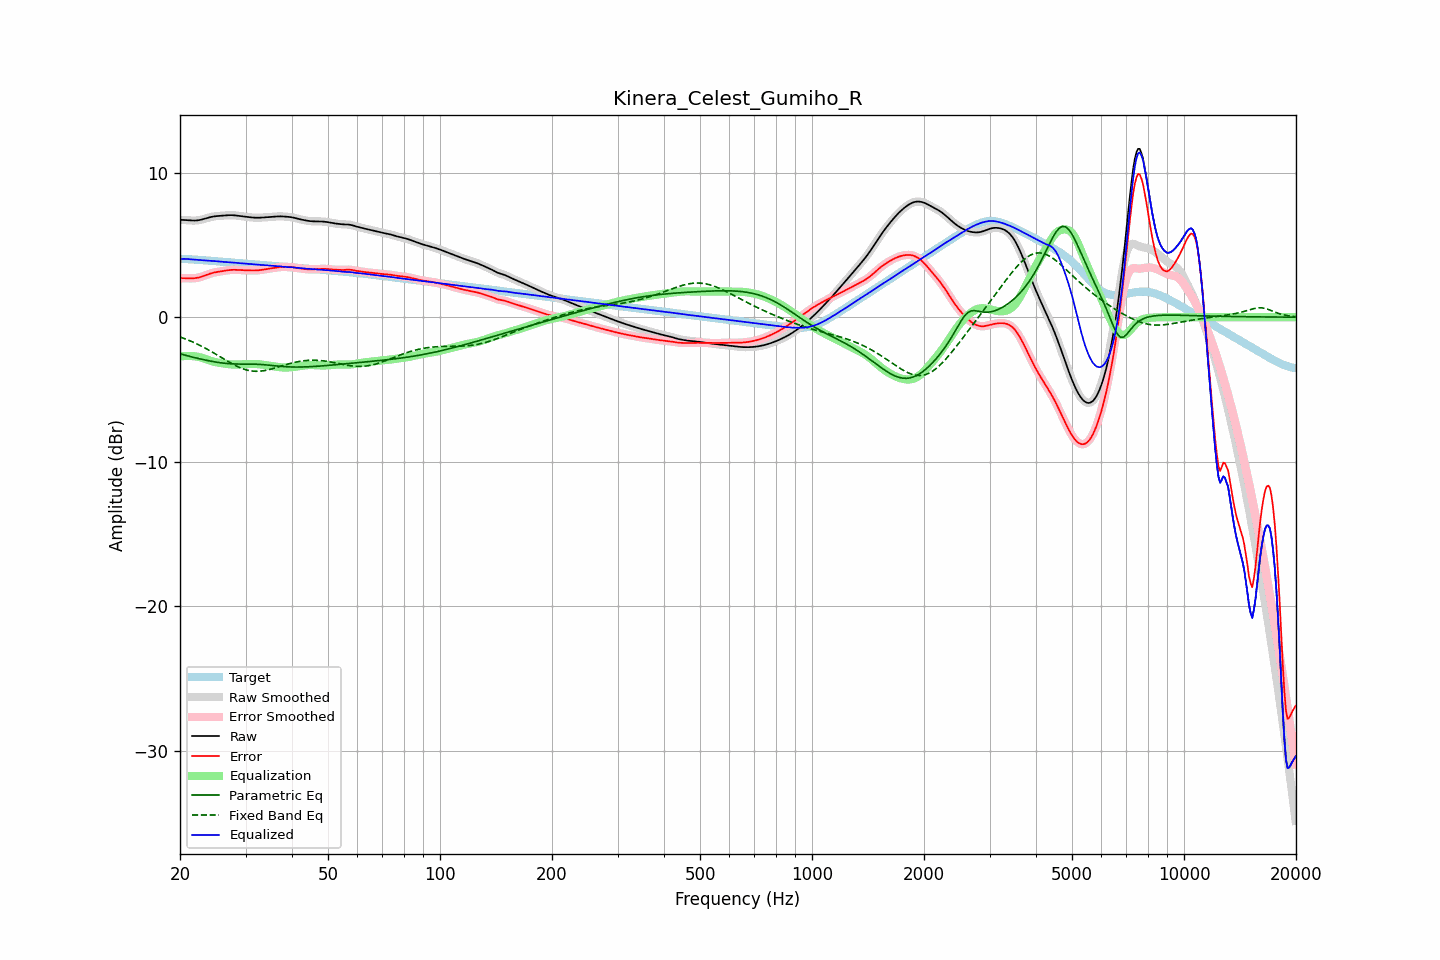 Kinera_Celest_Gumiho_R
Amplitude (dBr)
10
0
−10
−20
−30
Target
Raw Smoothed
Error Smoothed
Raw
Error
Equalization
Parametric Eq
Fixed Band Eq
Equalized
20 50 100 200 500 1000 2000 5000 10000 20000
Frequency (Hz)